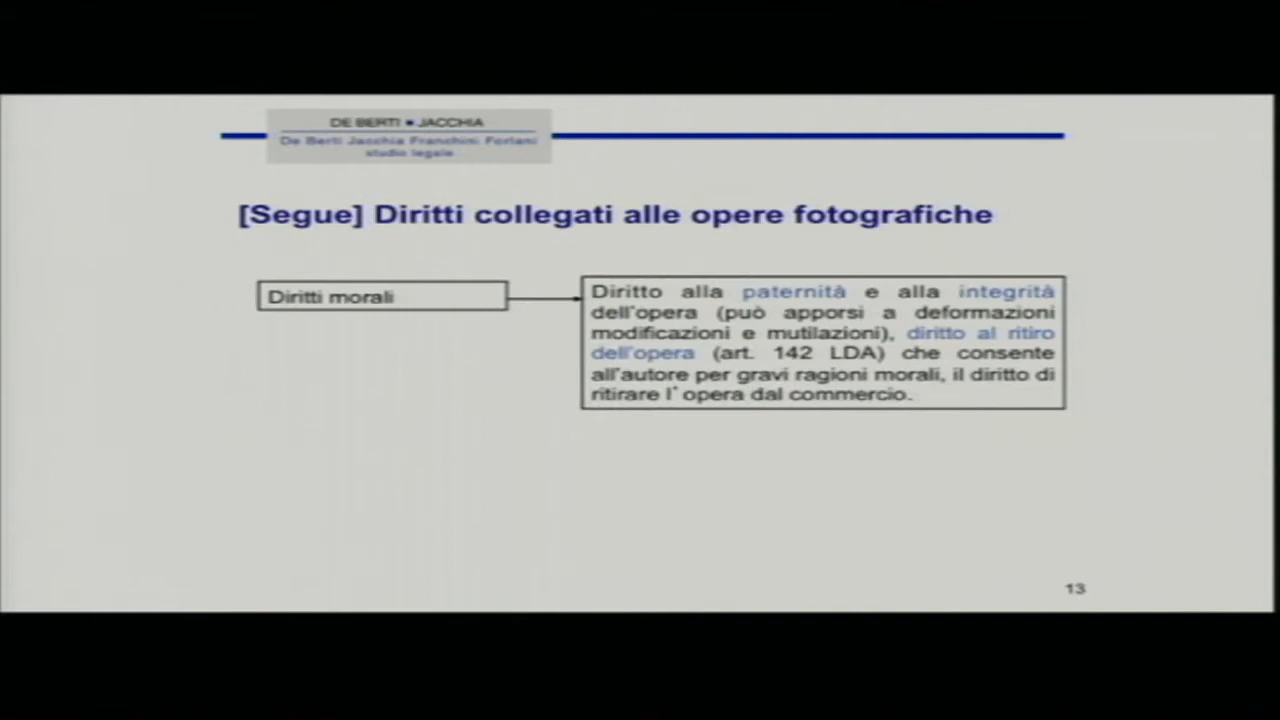 DE BERTI ■ JACCHIA
De Berti Jacchia Franchini Forlani
studio legale
[Segue] Diritti collegati alle opere fotografiche
Diritti morali
Diritto alla paternità e alla integrità
dell'opera (può apporsi a deformazioni
modificazioni e mutilazioni), diritto al ritiro
dell'opera (art. 142 LDA) che consente
all'autore per gravi ragioni morali, il diritto di
ritirare l'opera dal commercio.
13